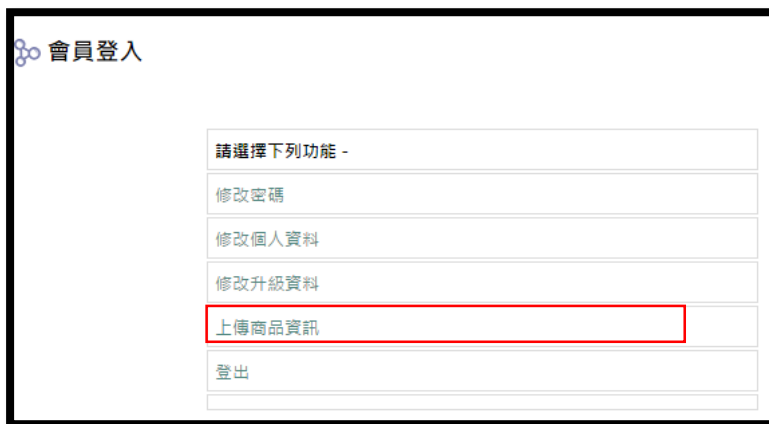 會員登入
請選擇下列功能 -
修改密碼
修改個人資料
修改升級資料
上傳商品資訊
登出